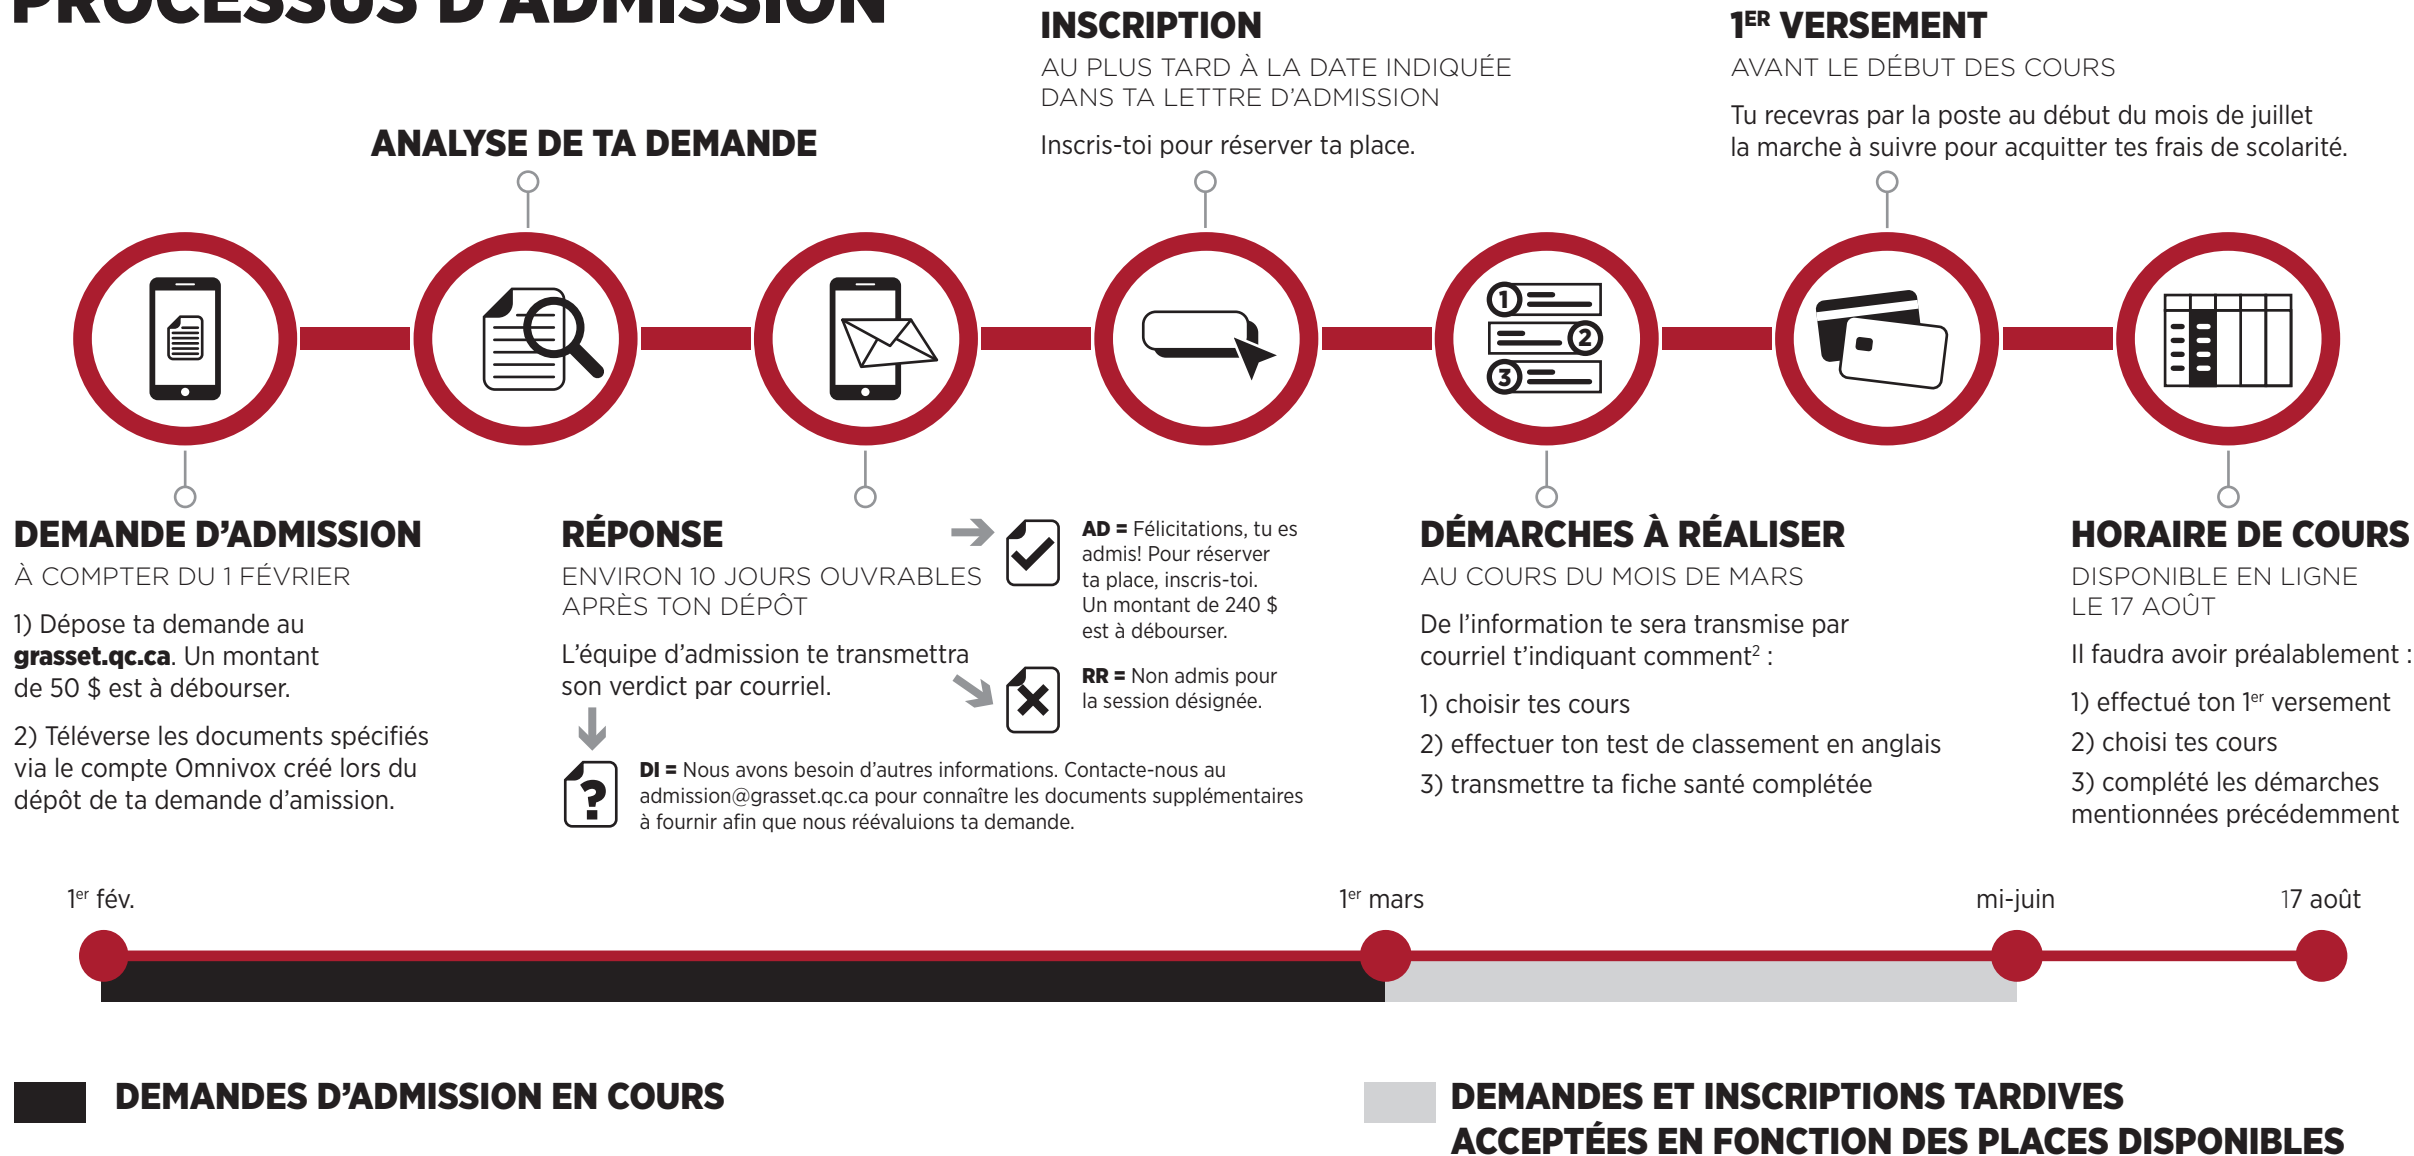 PROCESSUS D'ADMISSION
ANALYSE DE TA DEMANDE
INSCRIPTION
AU PLUS TARD À LA DATE INDIQUÉE
DANS TA LETTRE D'ADMISSION
Inscris-toi pour réserver ta place.
1ER VERSEMENT
AVANT LE DÉBUT DES COURS
Tu recevras par la poste au début du mois de juillet
la marche à suivre pour acquitter tes frais de scolarité.
1
2
3
DEMANDE D'ADMISSION
À COMPTER DU 1 FÉVRIER
1) Dépose ta demande au
grasset.qc.ca. Un montant
de 50 $ est à débourser.
2) Téléverse les documents spécifiés
via le compte Omnivox créé lors du
dépôt de ta demande d'amission.
RÉPONSE
ENVIRON 10 JOURS OUVRABLES
APRÈS TON DÉPÔT
L'équipe d'admission te transmettra
son verdict par courriel.
AD = Félicitations, tu es
admis! Pour réserver
ta place, inscris-toi.
Un montant de 240 $
est à débourser.
RR = Non admis pour
la session désignée.
?
DI = Nous avons besoin d'autres informations. Contacte-nous au
admission@grasset.qc.ca pour connaître les documents supplémentaires
à fournir afin que nous réévaluions ta demande.
DÉMARCHES À RÉALISER
AU COURS DU MOIS DE MARS
De l'information te sera transmise par
courriel t'indiquant comment² :
1) choisir tes cours
2) effectuer ton test de classement en anglais
3) transmettre ta fiche santé complétée
HORAIRE DE COURS
DISPONIBLE EN LIGNE
LE 17 AOÛT
Il faudra avoir préalablement :
1) effectué ton 1er versement
2) choisi tes cours
3) complété les démarches
mentionnées précédemment
1er fév.
1er mars
mi-juin
17 août
DEMANDES D'ADMISSION EN COURS
DEMANDES ET INSCRIPTIONS TARDIVES
ACCEPTÉES EN FONCTION DES PLACES DISPONIBLES